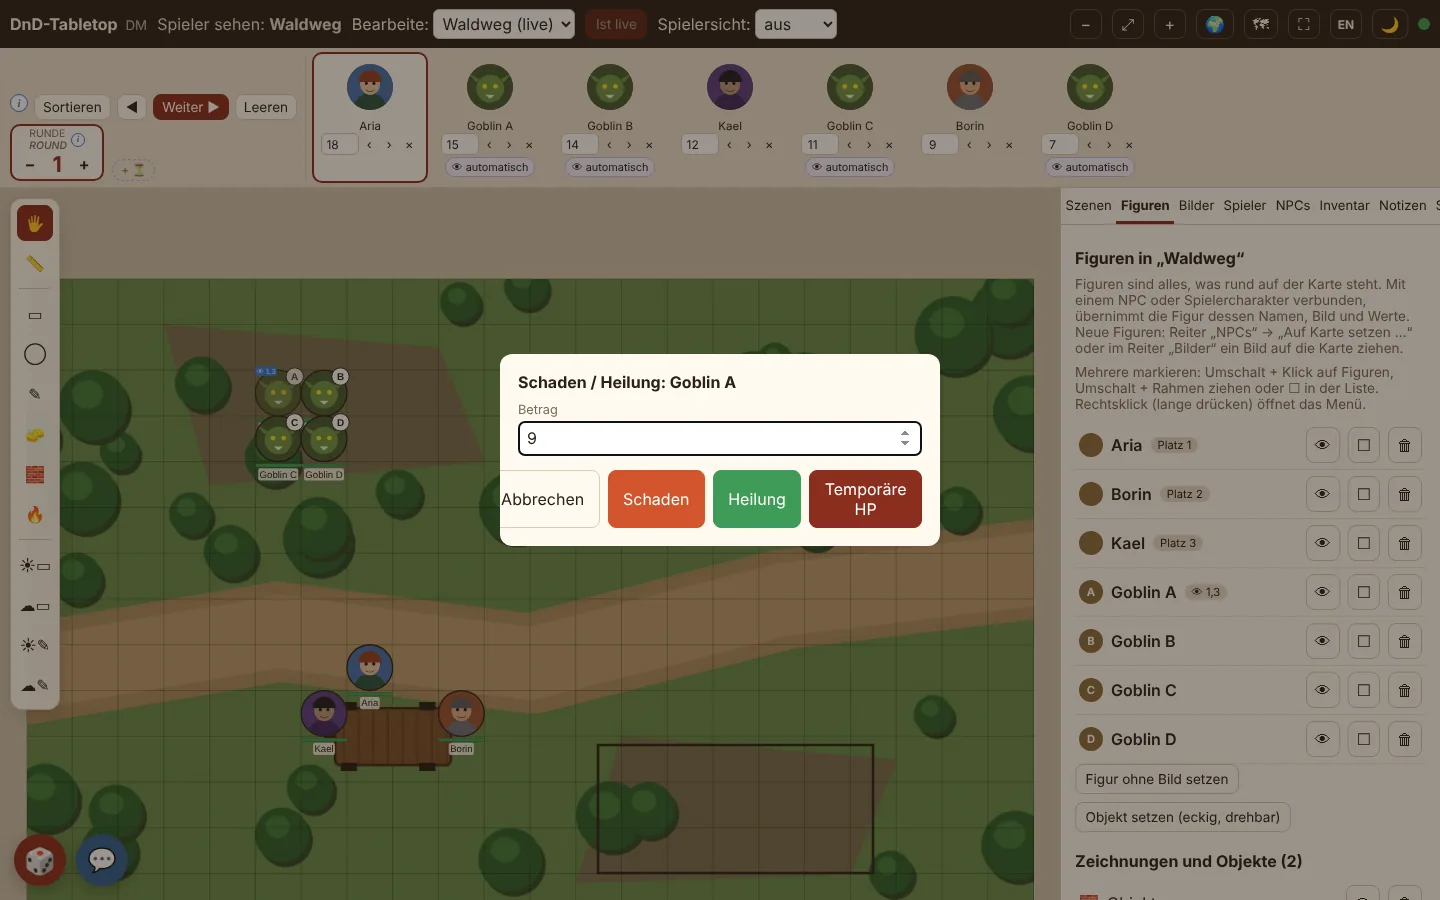 DnD-Tabletop DM Spieler sehen: Waldweg Bearbeite: Waldweg (live) Ist live Spielersicht: aus − + EN
Sortieren Weiter Leeren
RUNDE
ROUND
− 1 +
+
Aria
18 ‹ › ×
Goblin A
15 ‹ › ×
automatisch
Goblin B
14 ‹ › ×
automatisch
Kael
12 ‹ › ×
Goblin C
11 ‹ › ×
automatisch
Borin
9 ‹ › ×
Goblin D
7 ‹ › ×
automatisch
1,3
A B
C D
Goblin C Goblin D
Aria
Kael Borin
Schaden / Heilung: Goblin A
Betrag
9
Abbrechen Schaden Heilung Temporäre
HP
Szenen Figuren Bilder Spieler NPCs Inventar Notizen S
Figuren in „Waldweg“
Figuren sind alles, was rund auf der Karte steht. Mit
einem NPC oder Spielercharakter verbunden,
übernimmt die Figur dessen Namen, Bild und Werte.
Neue Figuren: Reiter „NPCs“ → „Auf Karte setzen ...“
oder im Reiter „Bilder“ ein Bild auf die Karte ziehen.
Mehrere markieren: Umschalt + Klick auf Figuren,
Umschalt + Rahmen ziehen oder ☐ in der Liste.
Rechtsklick (lange drücken) öffnet das Menü.
Aria Platz 1
Borin Platz 2
Kael Platz 3
A Goblin A 1,3
B Goblin B
C Goblin C
D Goblin D
Figur ohne Bild setzen
Objekt setzen (eckig, drehbar)
Zeichnungen und Objekte (2)